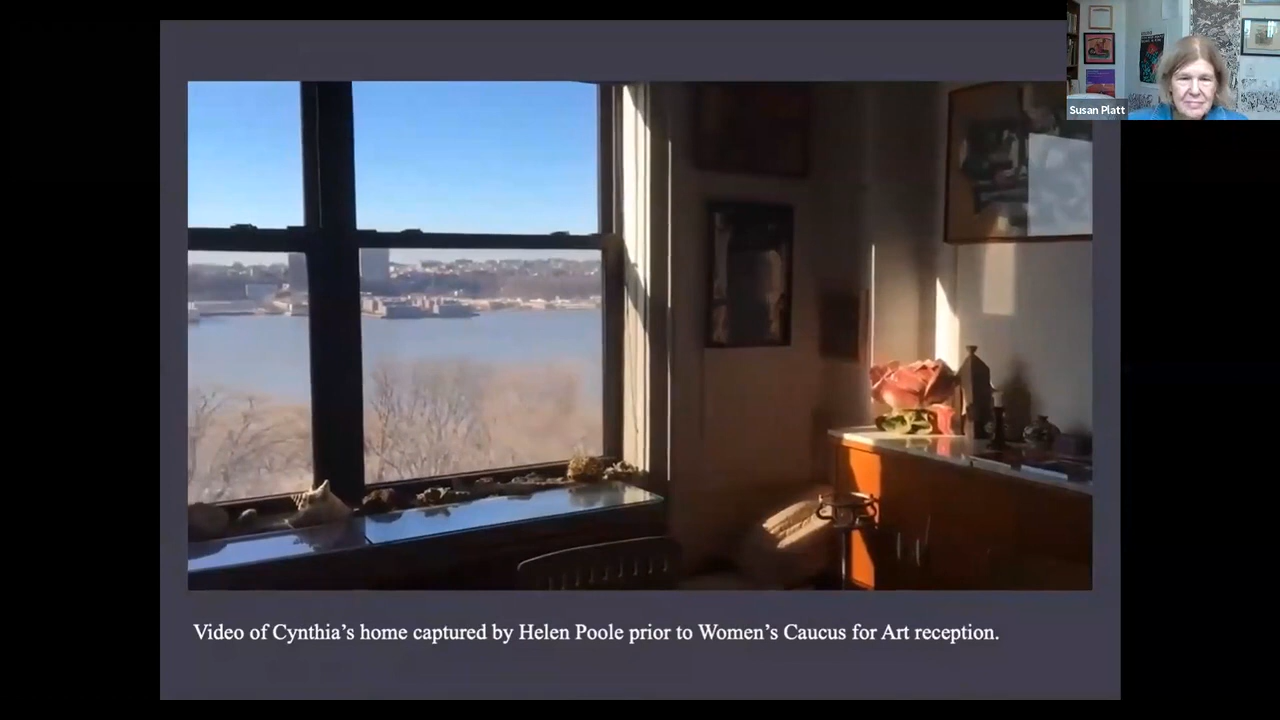 Susan Platt
Video of Cynthia’s home captured by Helen Poole prior to Women’s Caucus for Art reception.